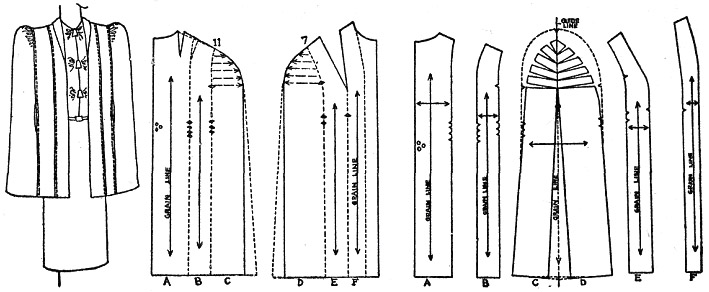 11
GRAIN LINE
A B C
7
GRAIN LINE
D E F
GRAIN LINE
A
GRAIN LINE
B
GUIDE
LINE
GRAIN LINE
C D
GRAIN LINE
E
GRAIN LINE
F